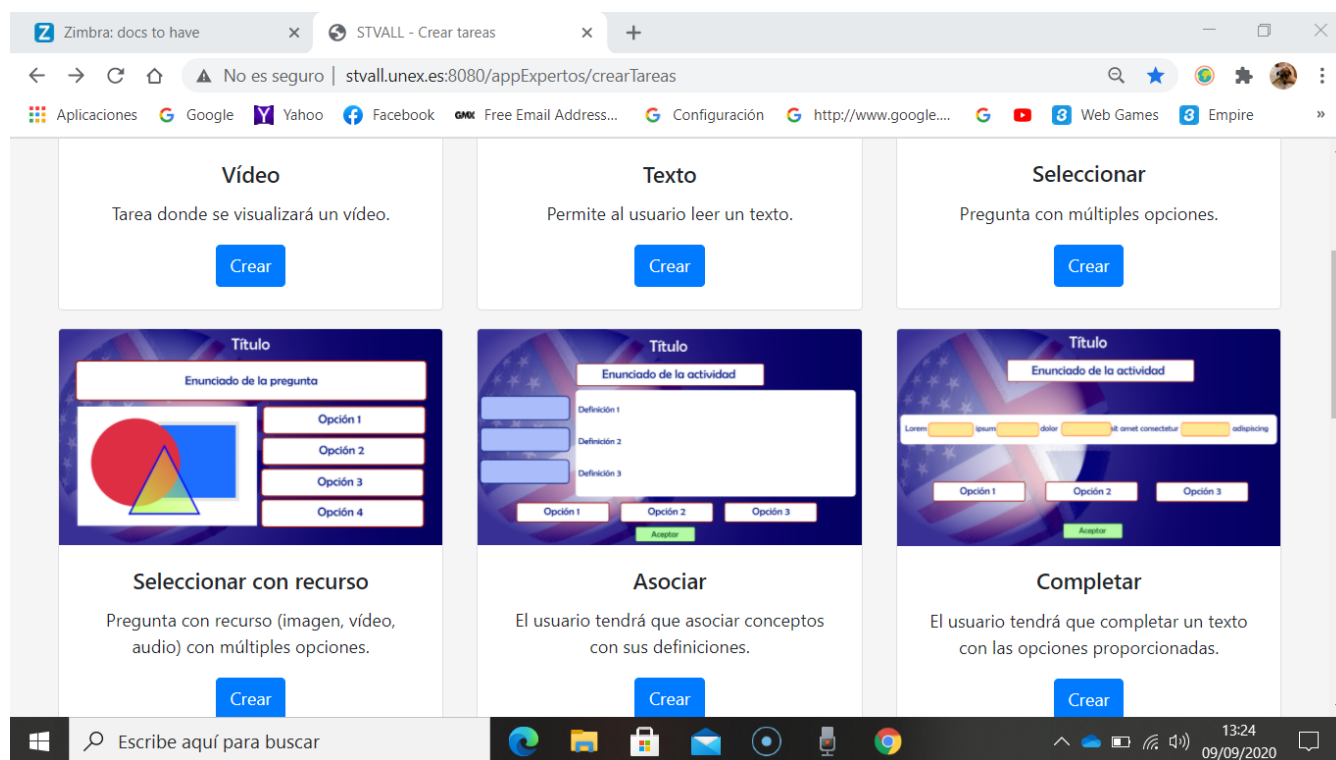 Zimbra: docs to have
STVALL - Crear tareas
No es seguro | stvall.unex.es:8080/appExpertos/crearTareas
Aplicaciones Google Yahoo Facebook GMX Free Email Address... Configuración http://www.google.... Web Games Empire »
Vídeo
Tarea donde se visualizará un vídeo.
Crear
Texto
Permite al usuario leer un texto.
Crear
Seleccionar
Pregunta con múltiples opciones.
Crear
Título
Enunciado de la pregunta
Opción 1
Opción 2
Opción 3
Opción 4
Seleccionar con recurso
Pregunta con recurso (imagen, vídeo,
audio) con múltiples opciones.
Crear
Título
Enunciado de la actividad
Definición 1
Definición 2
Definición 3
Opción 1 Opción 2 Opción 3
Aceptar
Asociar
El usuario tendrá que asociar conceptos
con sus definiciones.
Crear
Título
Enunciado de la actividad
Lorem ipsum dolor sit amet consectetur adipiscing
Opción 1 Opción 2 Opción 3
Aceptar
Completar
El usuario tendrá que completar un texto
con las opciones proporcionadas.
Crear
Escribe aquí para buscar
13:24
09/09/2020